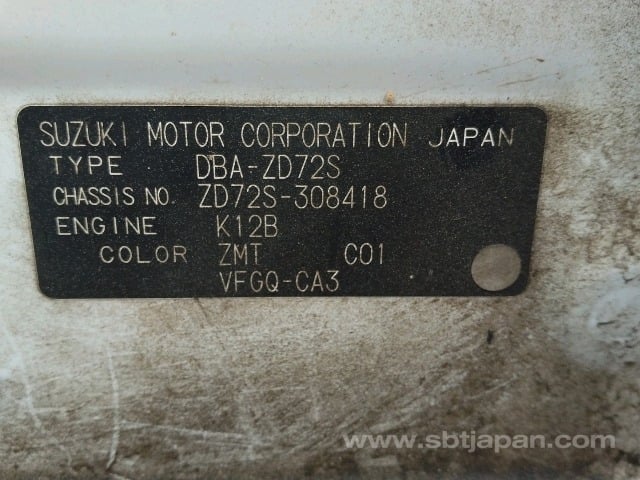 SUZUKI MOTOR CORPORATION JAPAN
TYPE DBA-ZD72S
CHASSIS NO. ZD72S-308418
ENGINE K12B
COLOR ZMT C01
VFGQ-CA3
www.sbtjapan.com